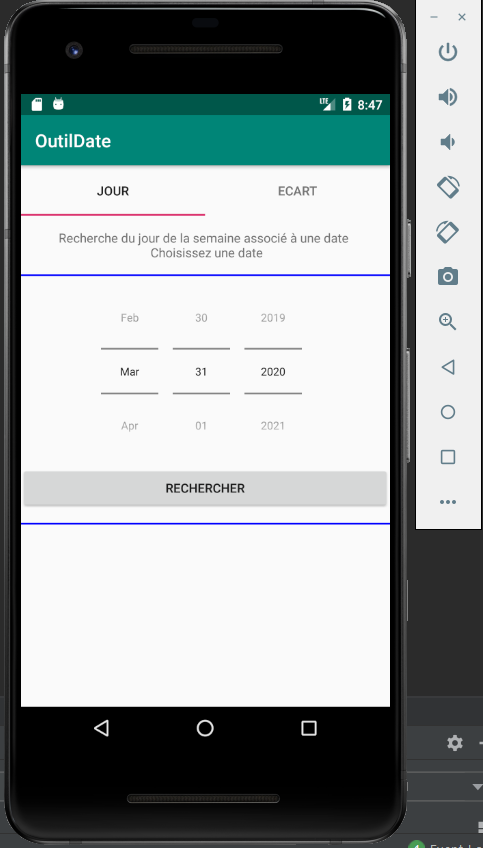 LTE 8:47
OutilDate
JOUR ECART
Recherche du jour de la semaine associé à une date
Choisissez une date
Feb 30 2019
Mar 31 2020
Apr 01 2021
RECHERCHER